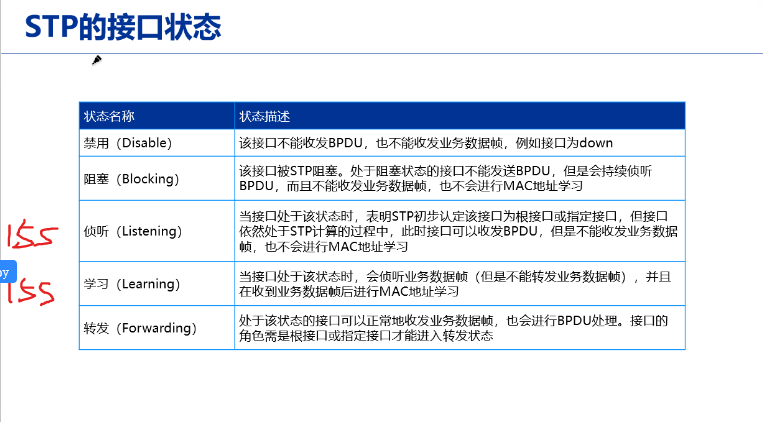 STP的接口状态
状态名称 状态描述
禁用（Disable） 该接口不能收发BPDU，也不能收发业务数据帧，例如接口为down
阻塞（Blocking） 该接口被STP阻塞。处于阻塞状态的接口不能发送BPDU，但是会持续侦听
BPDU，而且不能收发业务数据帧，也不会进行MAC地址学习
15s
侦听（Listening） 当接口处于该状态时，表明STP初步认定该接口为根接口或指定接口，但接口
依然处于STP计算的过程中，此时接口可以收发BPDU，但是不能收发业务数据
帧，也不会进行MAC地址学习
15s
学习（Learning） 当接口处于该状态时，会侦听业务数据帧（但是不能转发业务数据帧），并且
在收到业务数据帧后进行MAC地址学习
转发（Forwarding） 处于该状态的接口可以正常地收发业务数据帧，也会进行BPDU处理。接口的
角色需是根接口或指定接口才能进入转发状态